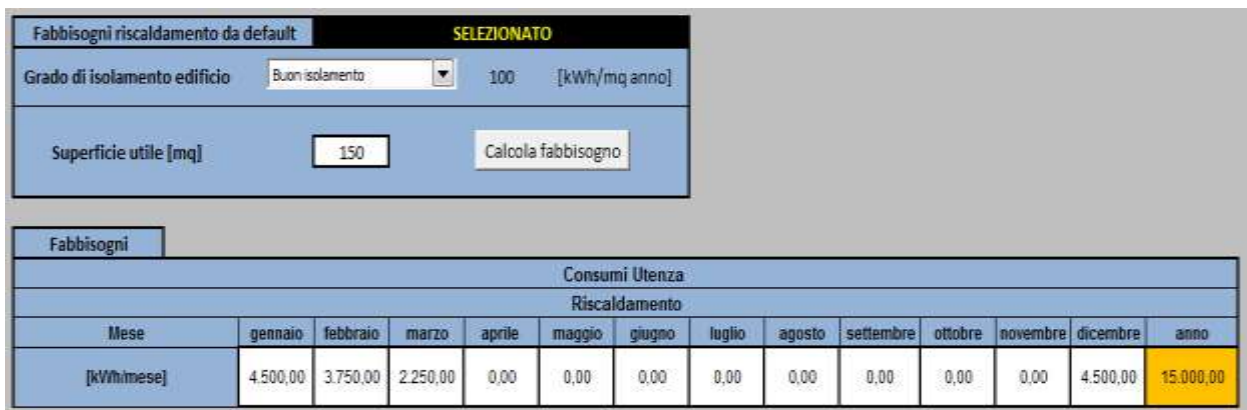 Fabbisogni riscaldamento da default SELEZIONATO
Grado di isolamento edificio Buon isolamento 100 [kWh/mq anno]
Superficie utile [mq] 150 Calcola fabbisogno
Fabbisogni
Consumi Utenza
Riscaldamento
Mese gennaio febbraio marzo aprile maggio giugno luglio agosto settembre ottobre novembre dicembre anno
[kWh/mese] 4.500,00 3.750,00 2.250,00 0,00 0,00 0,00 0,00 0,00 0,00 0,00 0,00 4.500,00 15.000,00